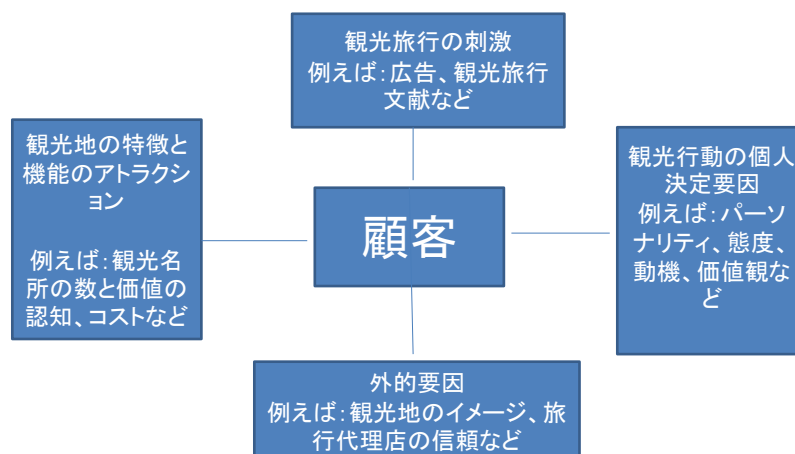 観光旅行の刺激
例えば：広告、観光旅行
文献など
観光地の特徴と
機能のアトラクシ
ョン
例えば：観光名
所の数と価値の
認知、コストなど
顧客
観光行動の個人
決定要因
例えば：パーソ
ナリティ、態度、
動機、価値観な
ど
外的要因
例えば：観光地のイメージ、旅
行代理店の信頼など